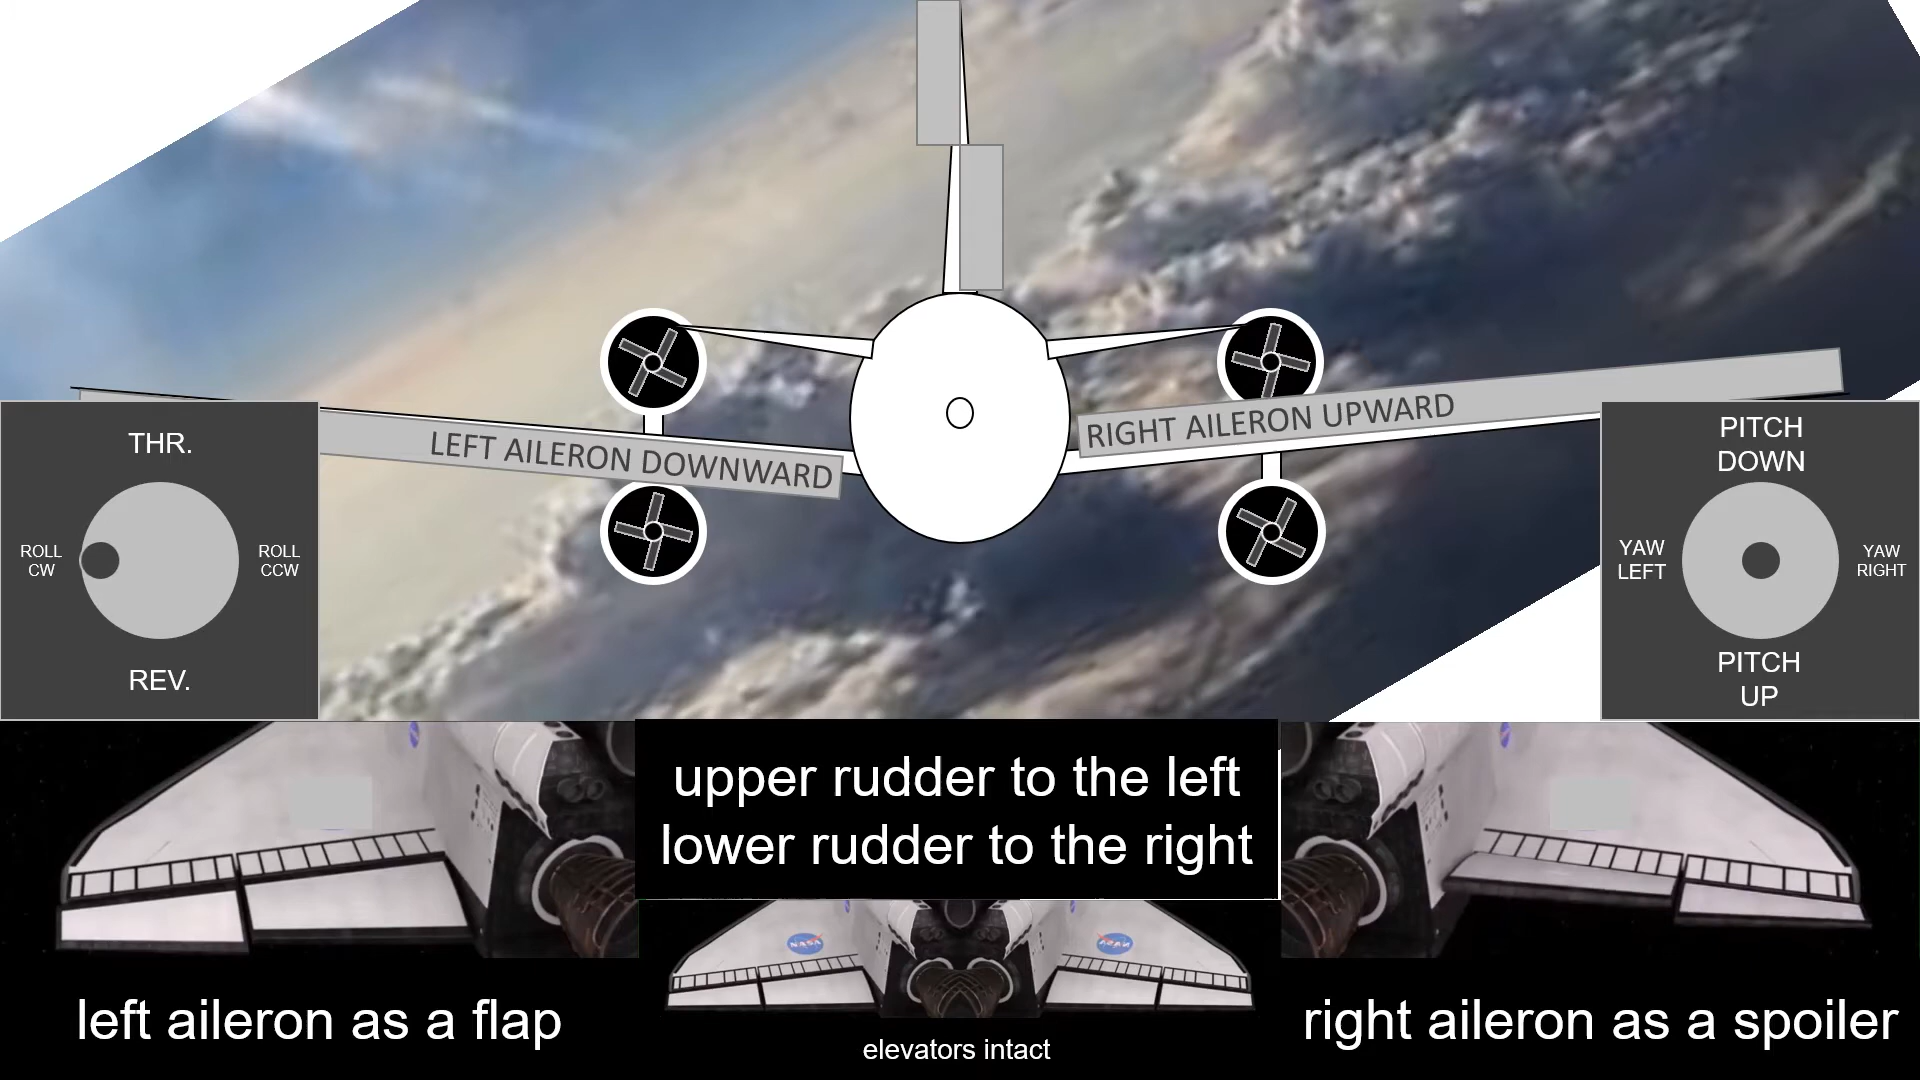 LEFT AILERON DOWNWARD
RIGHT AILERON UPWARD
THR.
ROLL
CW
ROLL
CCW
REV.
PITCH
DOWN
YAW
LEFT
YAW
RIGHT
PITCH
UP
upper rudder to the left
lower rudder to the right
left aileron as a flap
NASA
elevators intact
right aileron as a spoiler